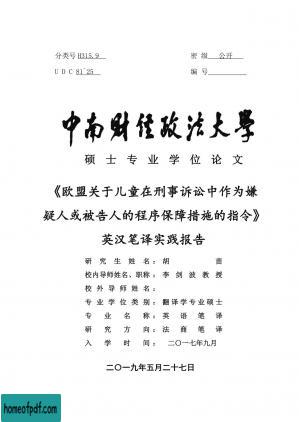 分类号 H315.9 密级 公开
U D C 81`25 编号
中南财经政法大学
硕士专业学位论文
《欧盟关于儿童在刑事诉讼中作为嫌
疑人或被告人的程序保障措施的指令》
英汉笔译实践报告
研究生姓名： 胡苗
校内导师姓名、职称： 李剑波教授
校外导师姓名：
专业学位类别： 翻译学专业硕士
专业名称： 英语笔译
研究方向： 法商笔译
入学时间： 二〇一七年九月
二〇一九年五月二十七日
homeofpdf.com